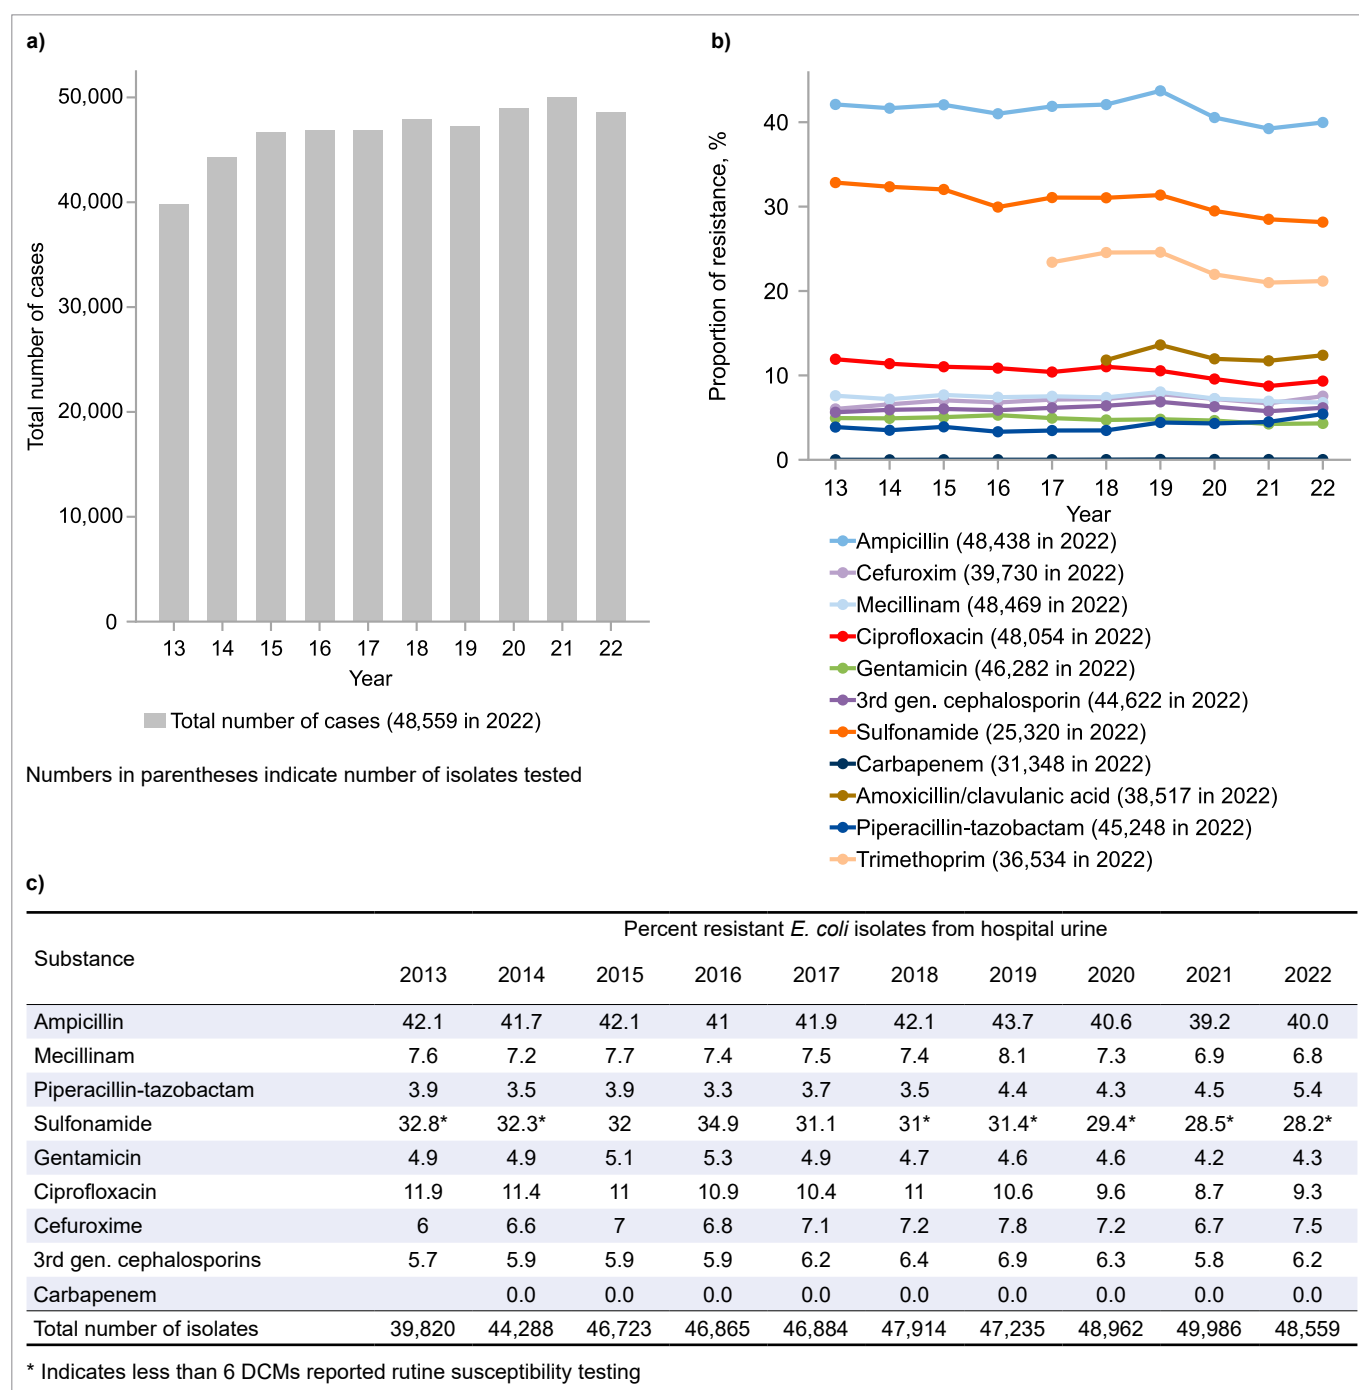 a)
50,000
40,000
30,000
20,000
10,000
0
Total number of cases
13 14 15 16 17 18 19 20 21 22
Year
Total number of cases (48,559 in 2022)
Numbers in parentheses indicate number of isolates tested
b)
40
30
20
10
0
Proportion of resistance, %
13 14 15 16 17 18 19 20 21 22
Year
Ampicillin (48,438 in 2022)
Cefuroxim (39,730 in 2022)
Mecillinam (48,469 in 2022)
Ciprofloxacin (48,054 in 2022)
Gentamicin (46,282 in 2022)
3rd gen. cephalosporin (44,622 in 2022)
Sulfonamide (25,320 in 2022)
Carbapenem (31,348 in 2022)
Amoxicillin/clavulanic acid (38,517 in 2022)
Piperacillin-tazobactam (45,248 in 2022)
Trimethoprim (36,534 in 2022)
c)
Percent resistant E. coli isolates from hospital urine
Substance
2013 2014 2015 2016 2017 2018 2019 2020 2021 2022
Ampicillin 42.1 41.7 42.1 41 41.9 42.1 43.7 40.6 39.2 40.0
Mecillinam 7.6 7.2 7.7 7.4 7.5 7.4 8.1 7.3 6.9 6.8
Piperacillin-tazobactam 3.9 3.5 3.9 3.3 3.7 3.5 4.4 4.3 4.5 5.4
Sulfonamide 32.8* 32.3* 32 34.9 31.1 31* 31.4* 29.4* 28.5* 28.2*
Gentamicin 4.9 4.9 5.1 5.3 4.9 4.7 4.6 4.6 4.2 4.3
Ciprofloxacin 11.9 11.4 11 10.9 10.4 11 10.6 9.6 8.7 9.3
Cefuroxime 6 6.6 7 6.8 7.1 7.2 7.8 7.2 6.7 7.5
3rd gen. cephalosporins 5.7 5.9 5.9 5.9 6.2 6.4 6.9 6.3 5.8 6.2
Carbapenem 0.0 0.0 0.0 0.0 0.0 0.0 0.0 0.0 0.0
Total number of isolates 39,820 44,288 46,723 46,865 46,884 47,914 47,235 48,962 49,986 48,559
* Indicates less than 6 DCMs reported rutine susceptibility testing